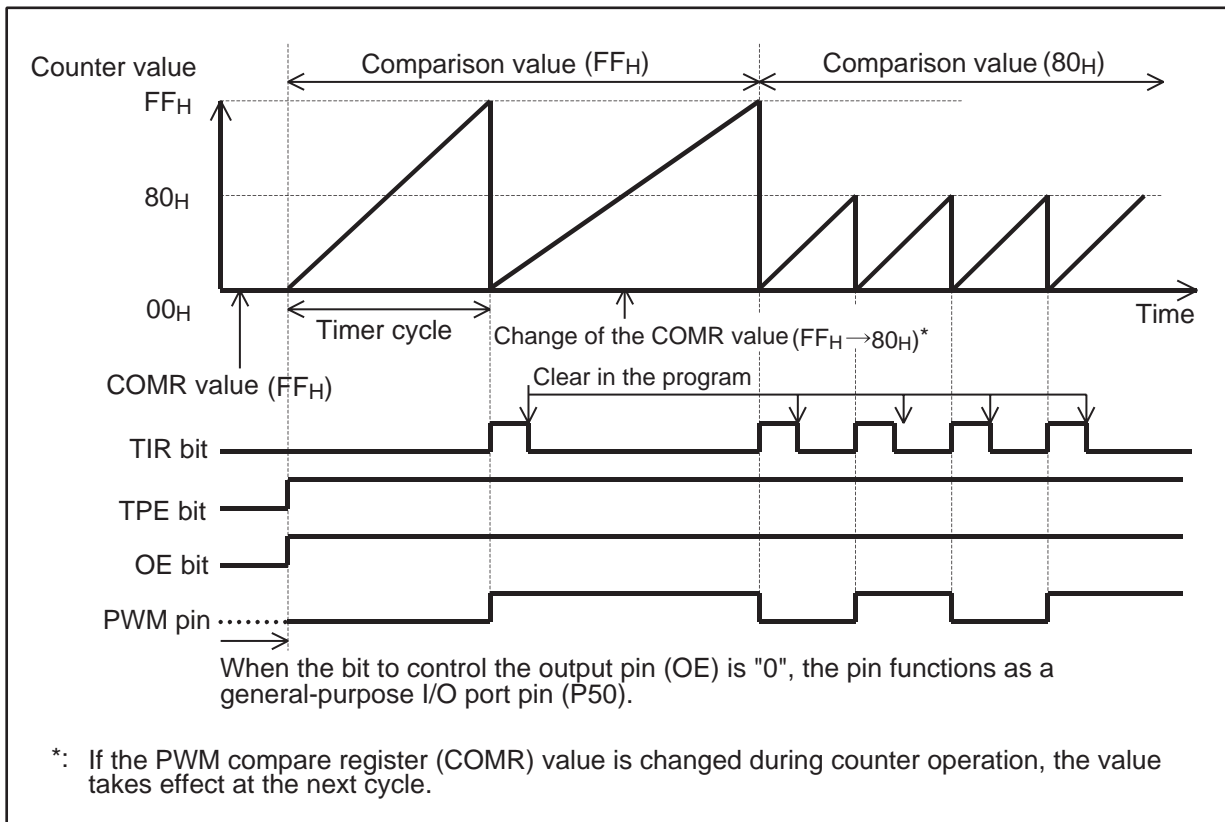 Counter value
Comparison value (FFH)
Comparison value (80H)
FFH
80H
00H
Timer cycle
Change of the COMR value (FFH→80H)*
Time
COMR value (FFH)
Clear in the program
TIR bit
TPE bit
OE bit
PWM pin
When the bit to control the output pin (OE) is "0", the pin functions as a
general-purpose I/O port pin (P50).
*: If the PWM compare register (COMR) value is changed during counter operation, the value
takes effect at the next cycle.